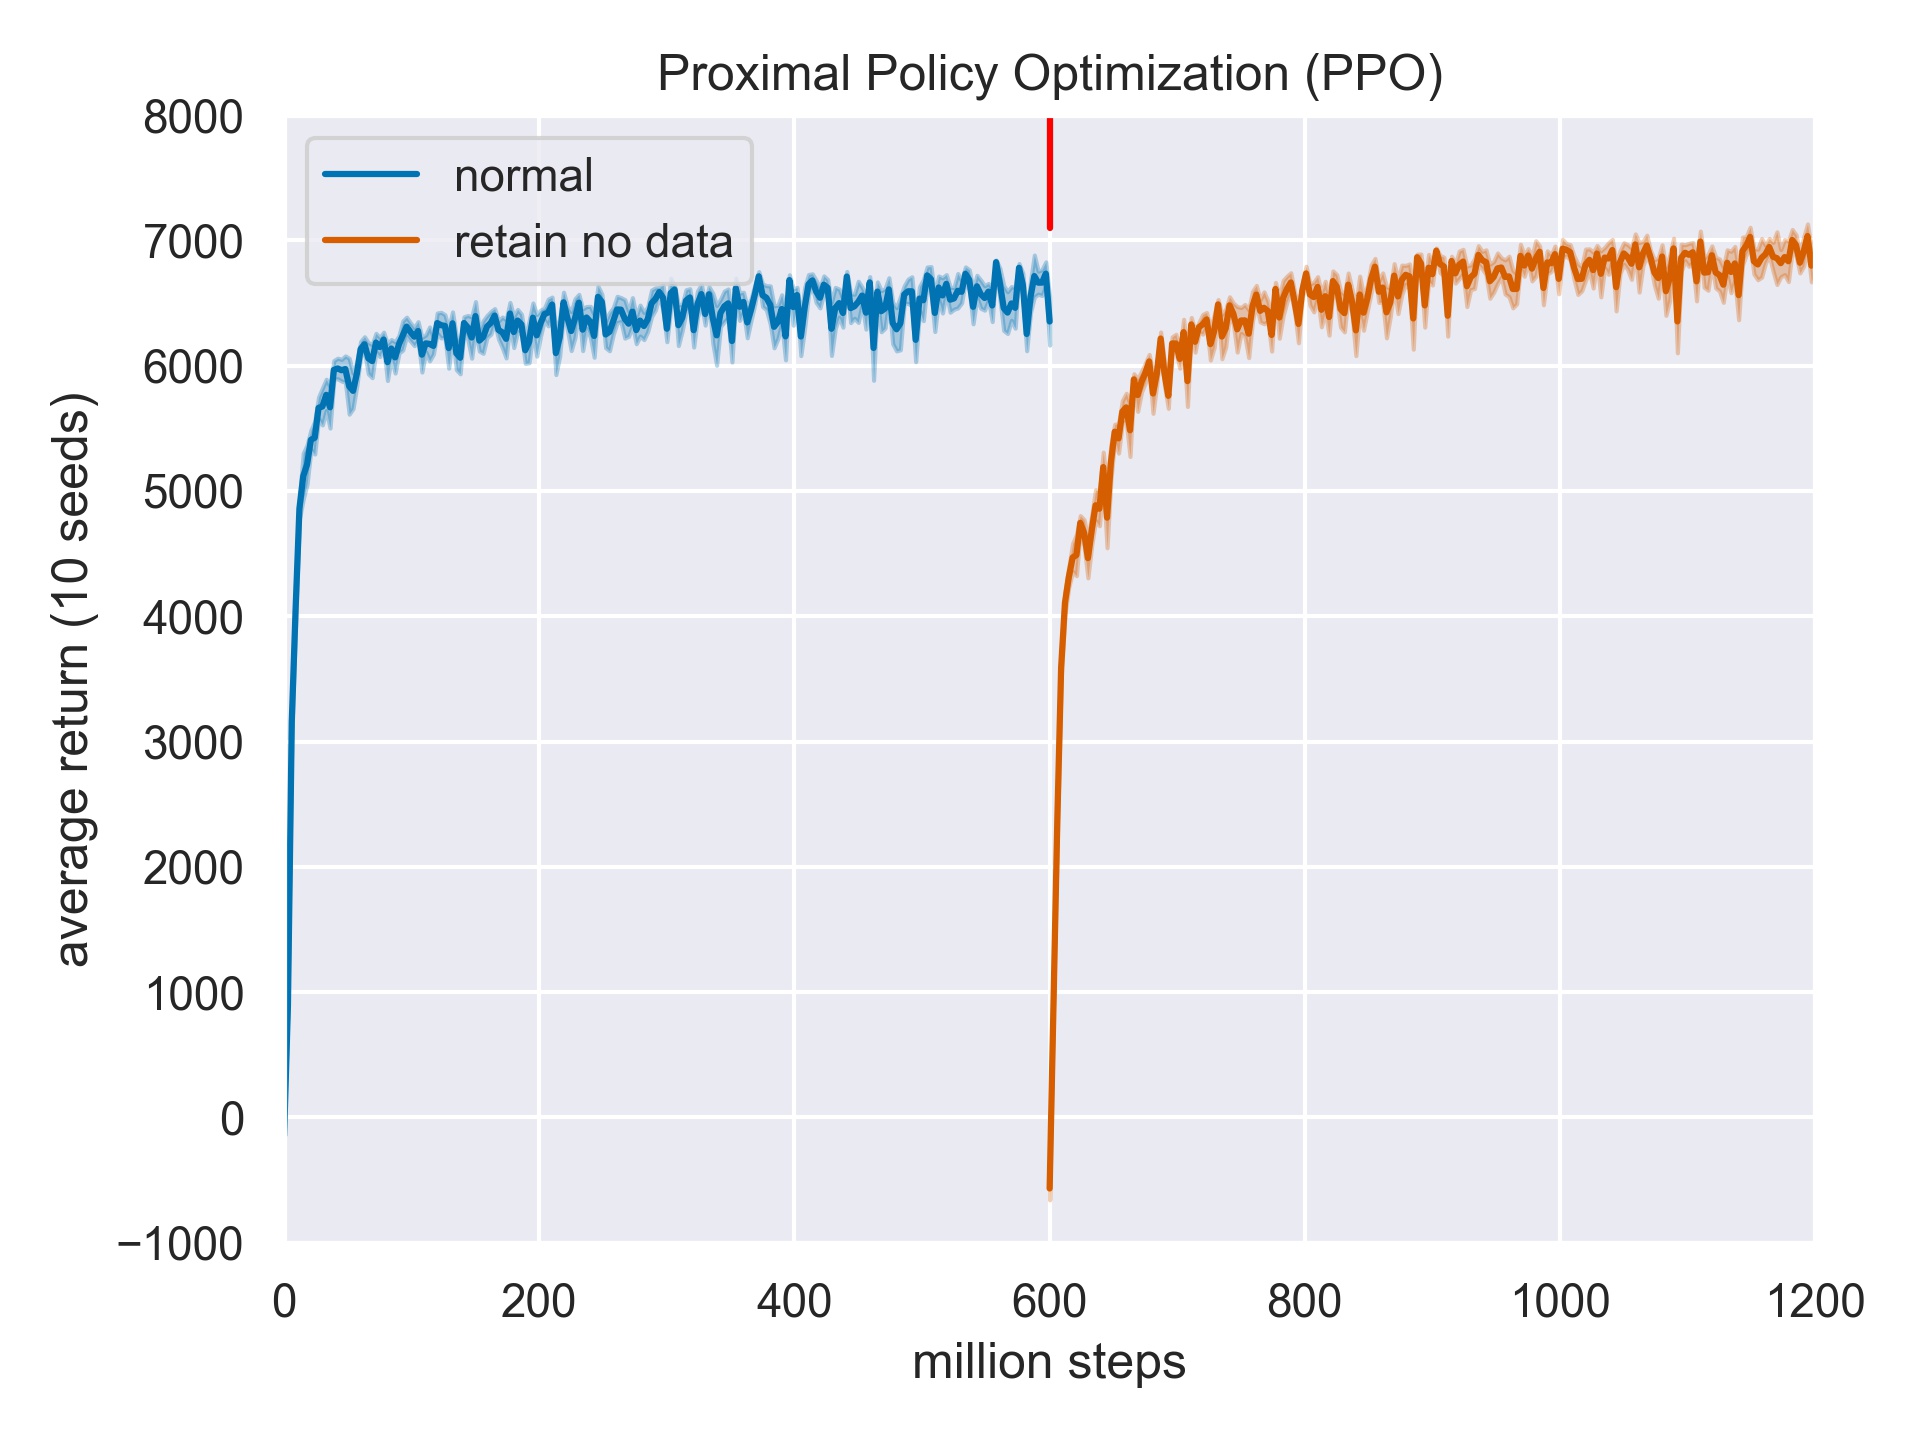 Proximal Policy Optimization (PPO)
normal
retain no data
8000
7000
6000
5000
4000
3000
2000
1000
0
−1000
average return (10 seeds)
0 200 400 600 800 1000 1200
million steps